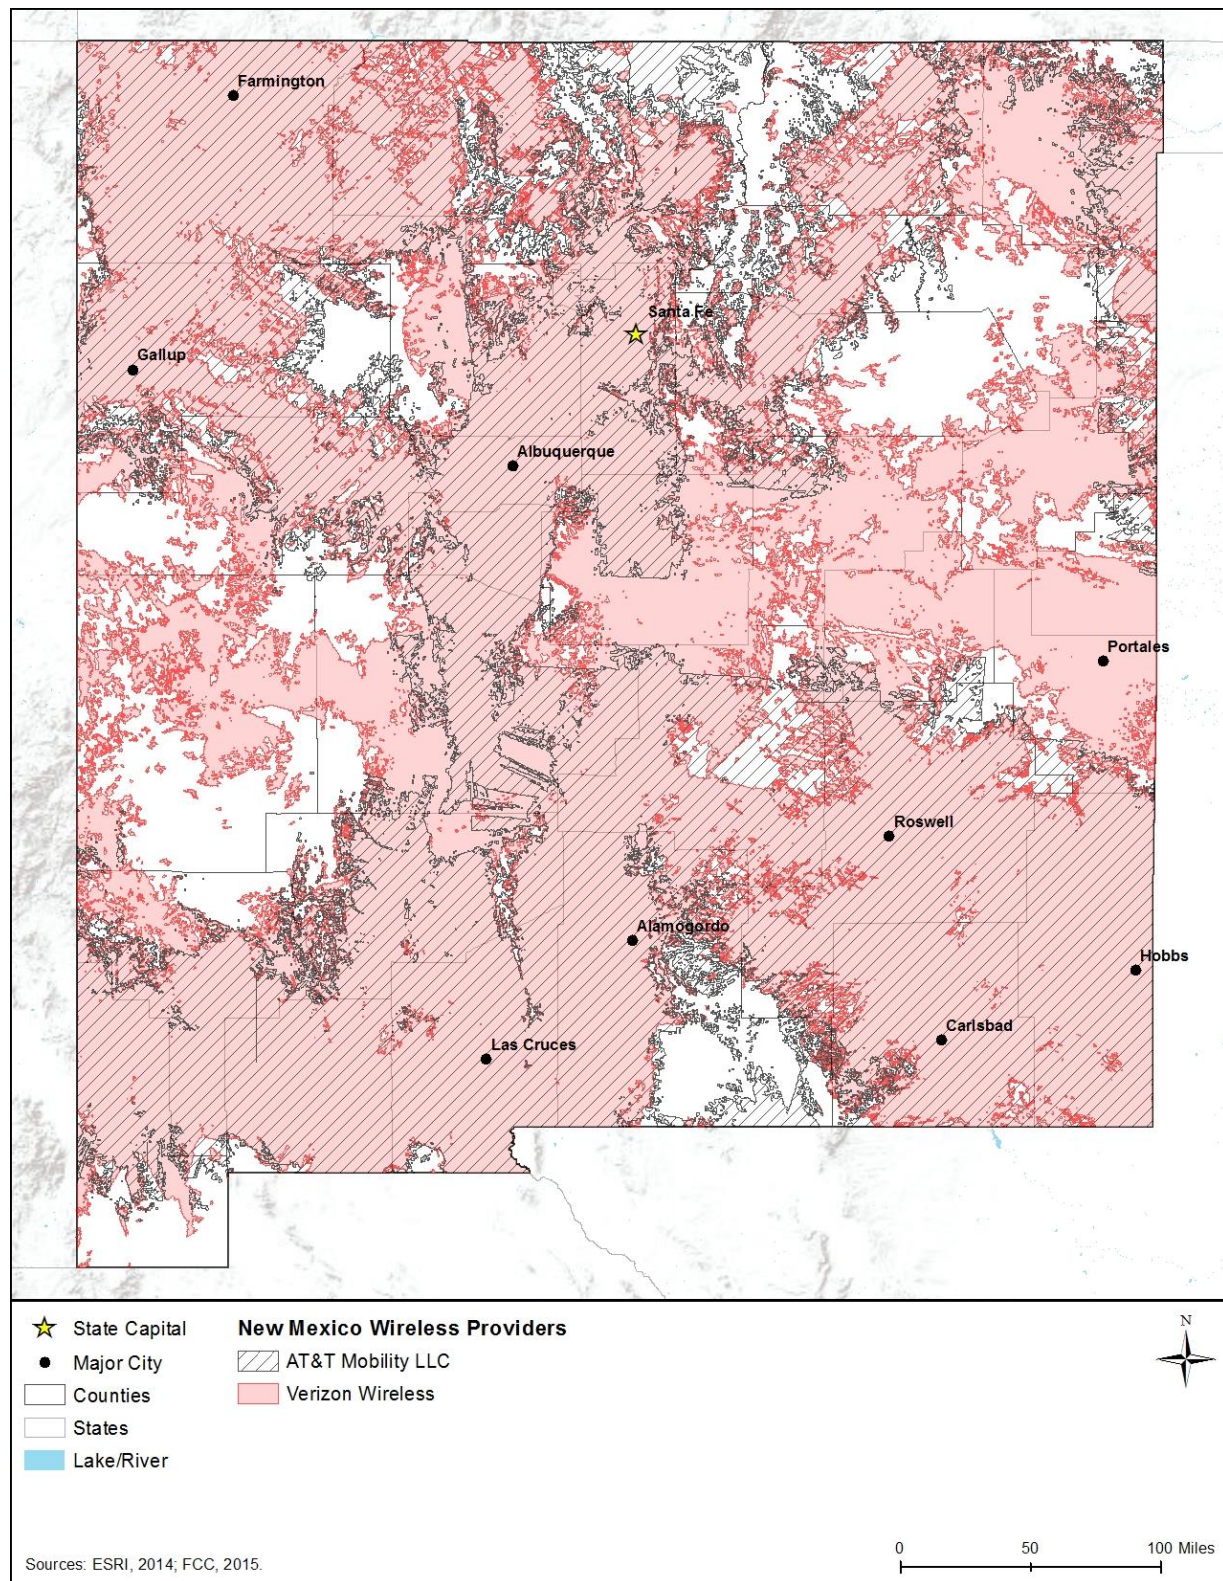 Farmington
Santa Fe
Gallup
Albuquerque
Portales
Roswell
Alamogordo
Hobbs
Carlsbad
Las Cruces
State Capital
Major City
Counties
States
Lake/River
New Mexico Wireless Providers
AT&T Mobility LLC
Verizon Wireless
N
0 50 100 Miles
Sources: ESRI, 2014; FCC, 2015.